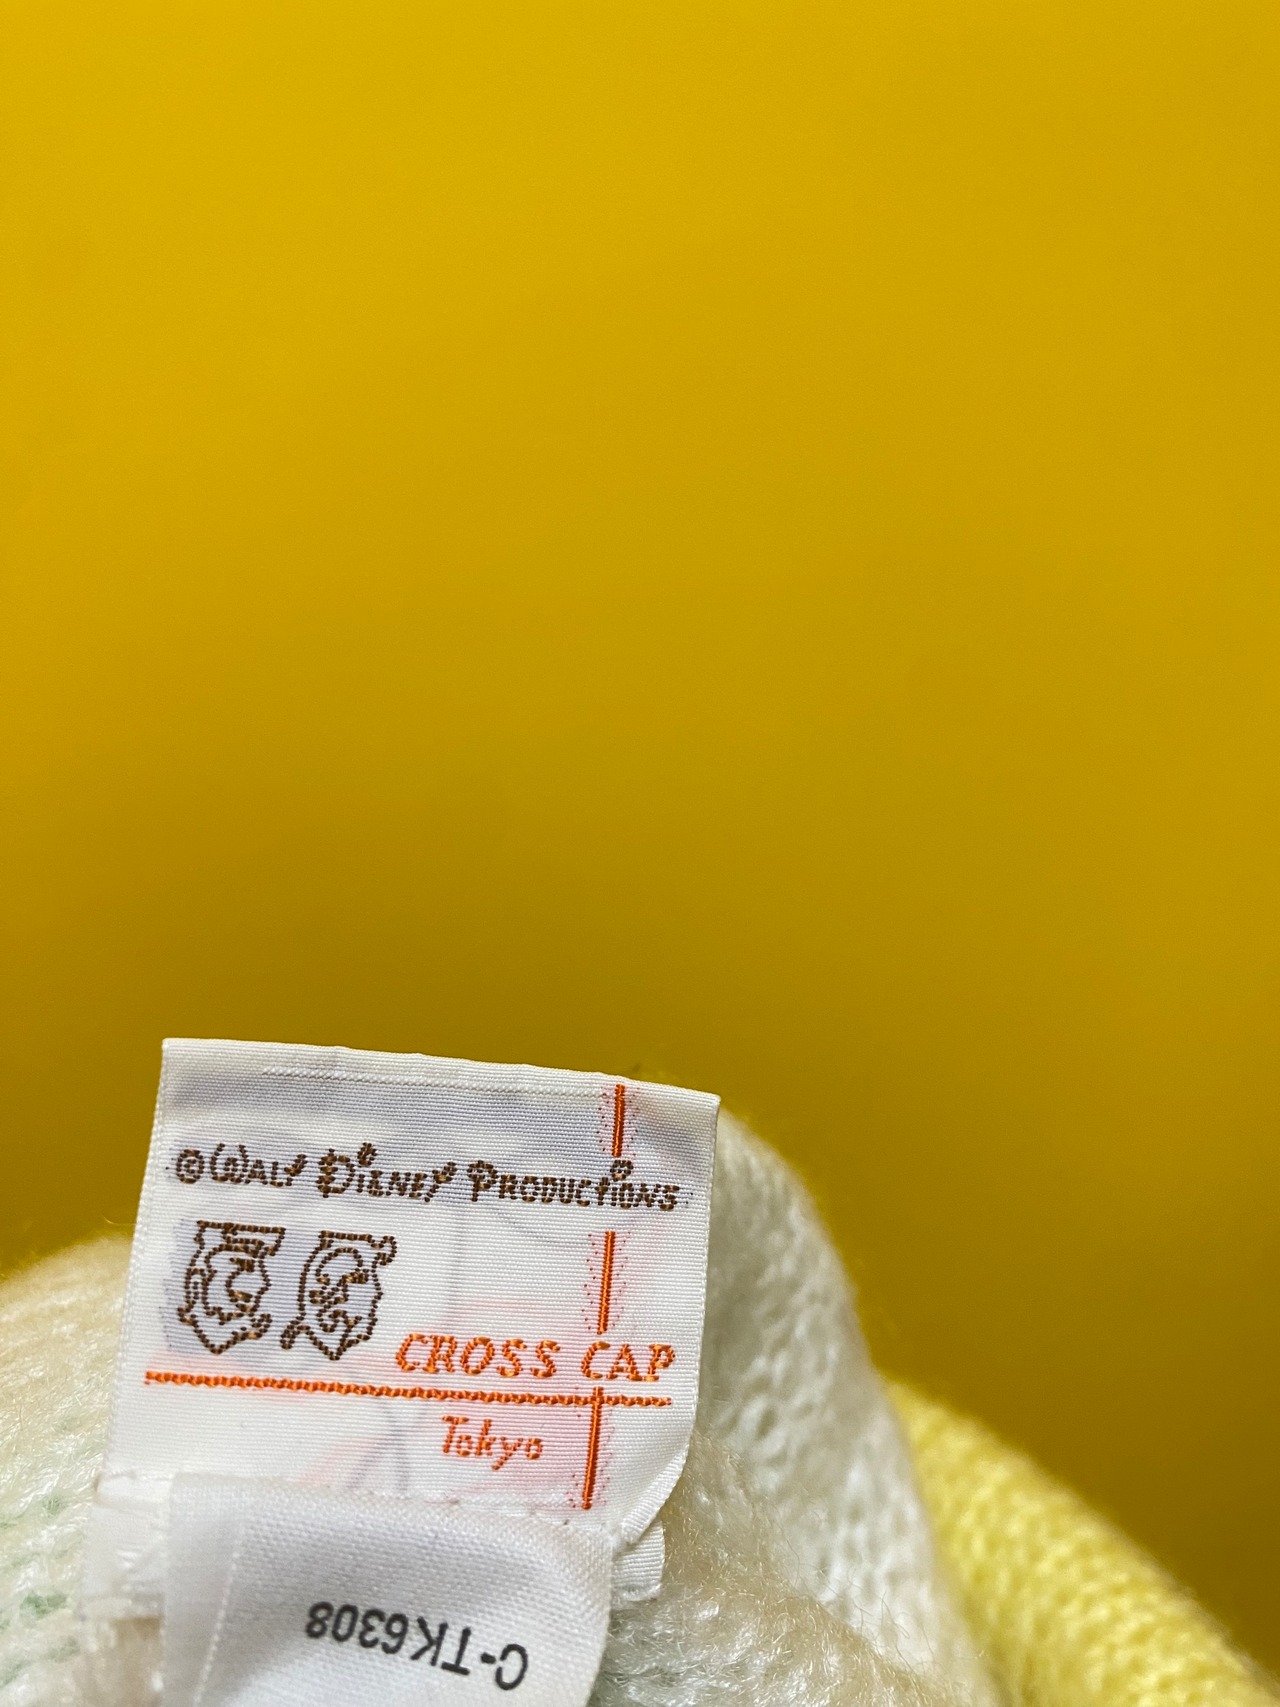 © WALT DISNEY PRODUCTIONS
CROSS CAP
Tokyo
C-TK6308